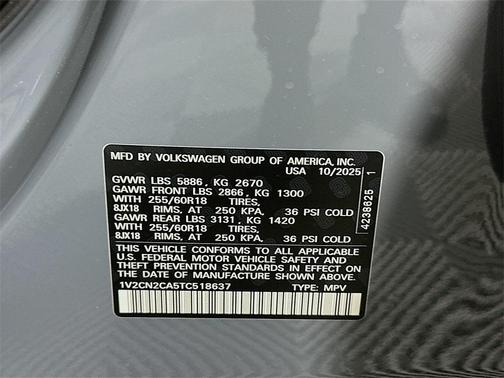 MFD BY VOLKSWAGEN GROUP OF AMERICA, INC.
USA 10/2025
GVWR LBS 5886 , KG 2670
GAWR FRONT LBS 2866 , KG 1300
WITH 255/60R18 TIRES,
8JX18 RIMS, AT 250 KPA, 36 PSI COLD
GAWR REAR LBS 3131 , KG 1420
WITH 255/60R18 TIRES,
8JX18 RIMS, AT 250 KPA, 36 PSI COLD
THIS VEHICLE CONFORMS TO ALL APPLICABLE
U.S. FEDERAL MOTOR VEHICLE SAFETY AND
THEFT PREVENTION STANDARDS IN EFFECT ON THE
DATE OF MANUFACTURE SHOWN ABOVE.
1V2CN2CA5TC518637 TYPE: MPV
4238625 1